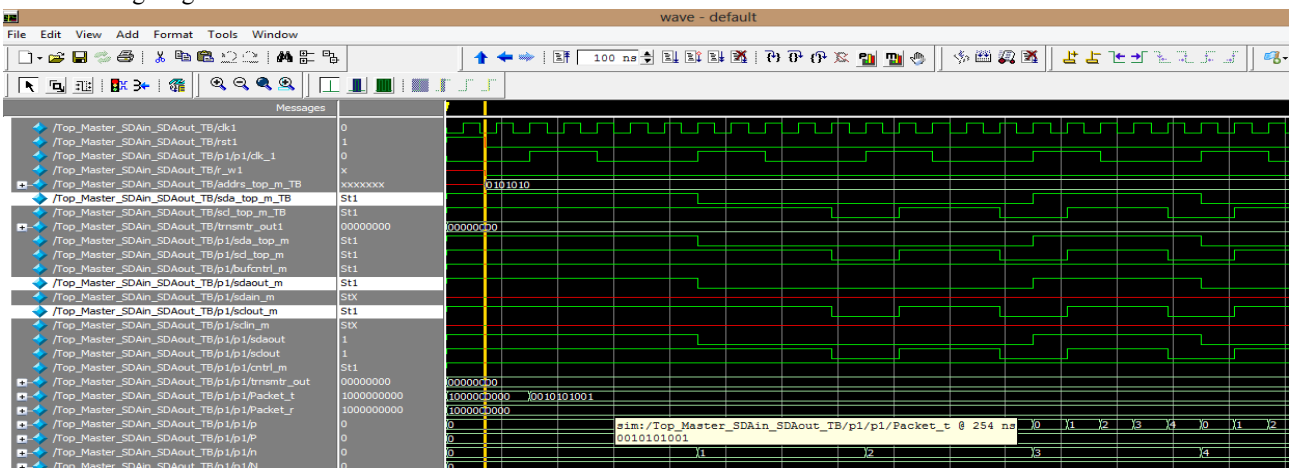 wave - default
File Edit View Add Format Tools Window
100 ns
Messages
/Top_Master_SDAin_SDAout_TB/clk1 0
/Top_Master_SDAin_SDAout_TB/rst1 1
/Top_Master_SDAin_SDAout_TB/p1/p1/clk_1 0
/Top_Master_SDAin_SDAout_TB/r_w1 x
/Top_Master_SDAin_SDAout_TB/addrs_top_m_TB xxxxxxx 0101010
/Top_Master_SDAin_SDAout_TB/sda_top_m_TB St1
/Top_Master_SDAin_SDAout_TB/scl_top_m_TB St1
/Top_Master_SDAin_SDAout_TB/trnsmtr_out1 00000000 00000000
/Top_Master_SDAin_SDAout_TB/p1/sda_top_m St1
/Top_Master_SDAin_SDAout_TB/p1/scl_top_m St1
/Top_Master_SDAin_SDAout_TB/p1/bufcntrl_m St1
/Top_Master_SDAin_SDAout_TB/p1/sdaout_m St1
/Top_Master_SDAin_SDAout_TB/p1/sdain_m StX
/Top_Master_SDAin_SDAout_TB/p1/sclout_m St1
/Top_Master_SDAin_SDAout_TB/p1/sclin_m StX
/Top_Master_SDAin_SDAout_TB/p1/p1/sdaout 1
/Top_Master_SDAin_SDAout_TB/p1/p1/sclout 1
/Top_Master_SDAin_SDAout_TB/p1/p1/cntrl_m St1
/Top_Master_SDAin_SDAout_TB/p1/p1/trnsmtr_out 00000000 00000000
/Top_Master_SDAin_SDAout_TB/p1/p1/Packet_t 1000000000 1000000000 0010101001
/Top_Master_SDAin_SDAout_TB/p1/p1/Packet_r 1000000000 1000000000
/Top_Master_SDAin_SDAout_TB/p1/p1/p 0 0 0 1 2 3 4 0 1 2
sim:/Top_Master_SDAin_SDAout_TB/p1/p1/Packet_t @ 254 ns
0010101001
/Top_Master_SDAin_SDAout_TB/p1/p1/P 0 0
/Top_Master_SDAin_SDAout_TB/p1/p1/n 0 0 1 2 3 4
/Top_Master_SDAin_SDAout_TB/p1/p1/N 0 0